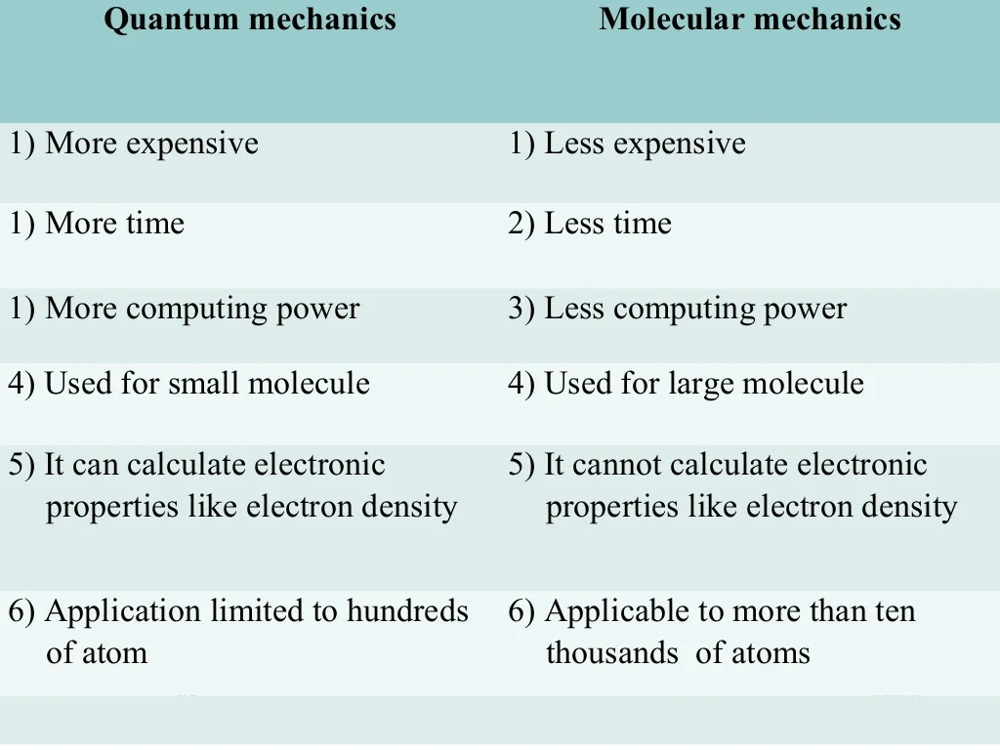 Quantum mechanics Molecular mechanics
1) More expensive 1) Less expensive
1) More time 2) Less time
1) More computing power 3) Less computing power
4) Used for small molecule 4) Used for large molecule
5) It can calculate electronic 5) It cannot calculate electronic
properties like electron density properties like electron density
6) Application limited to hundreds 6) Applicable to more than ten
of atom thousands  of atoms